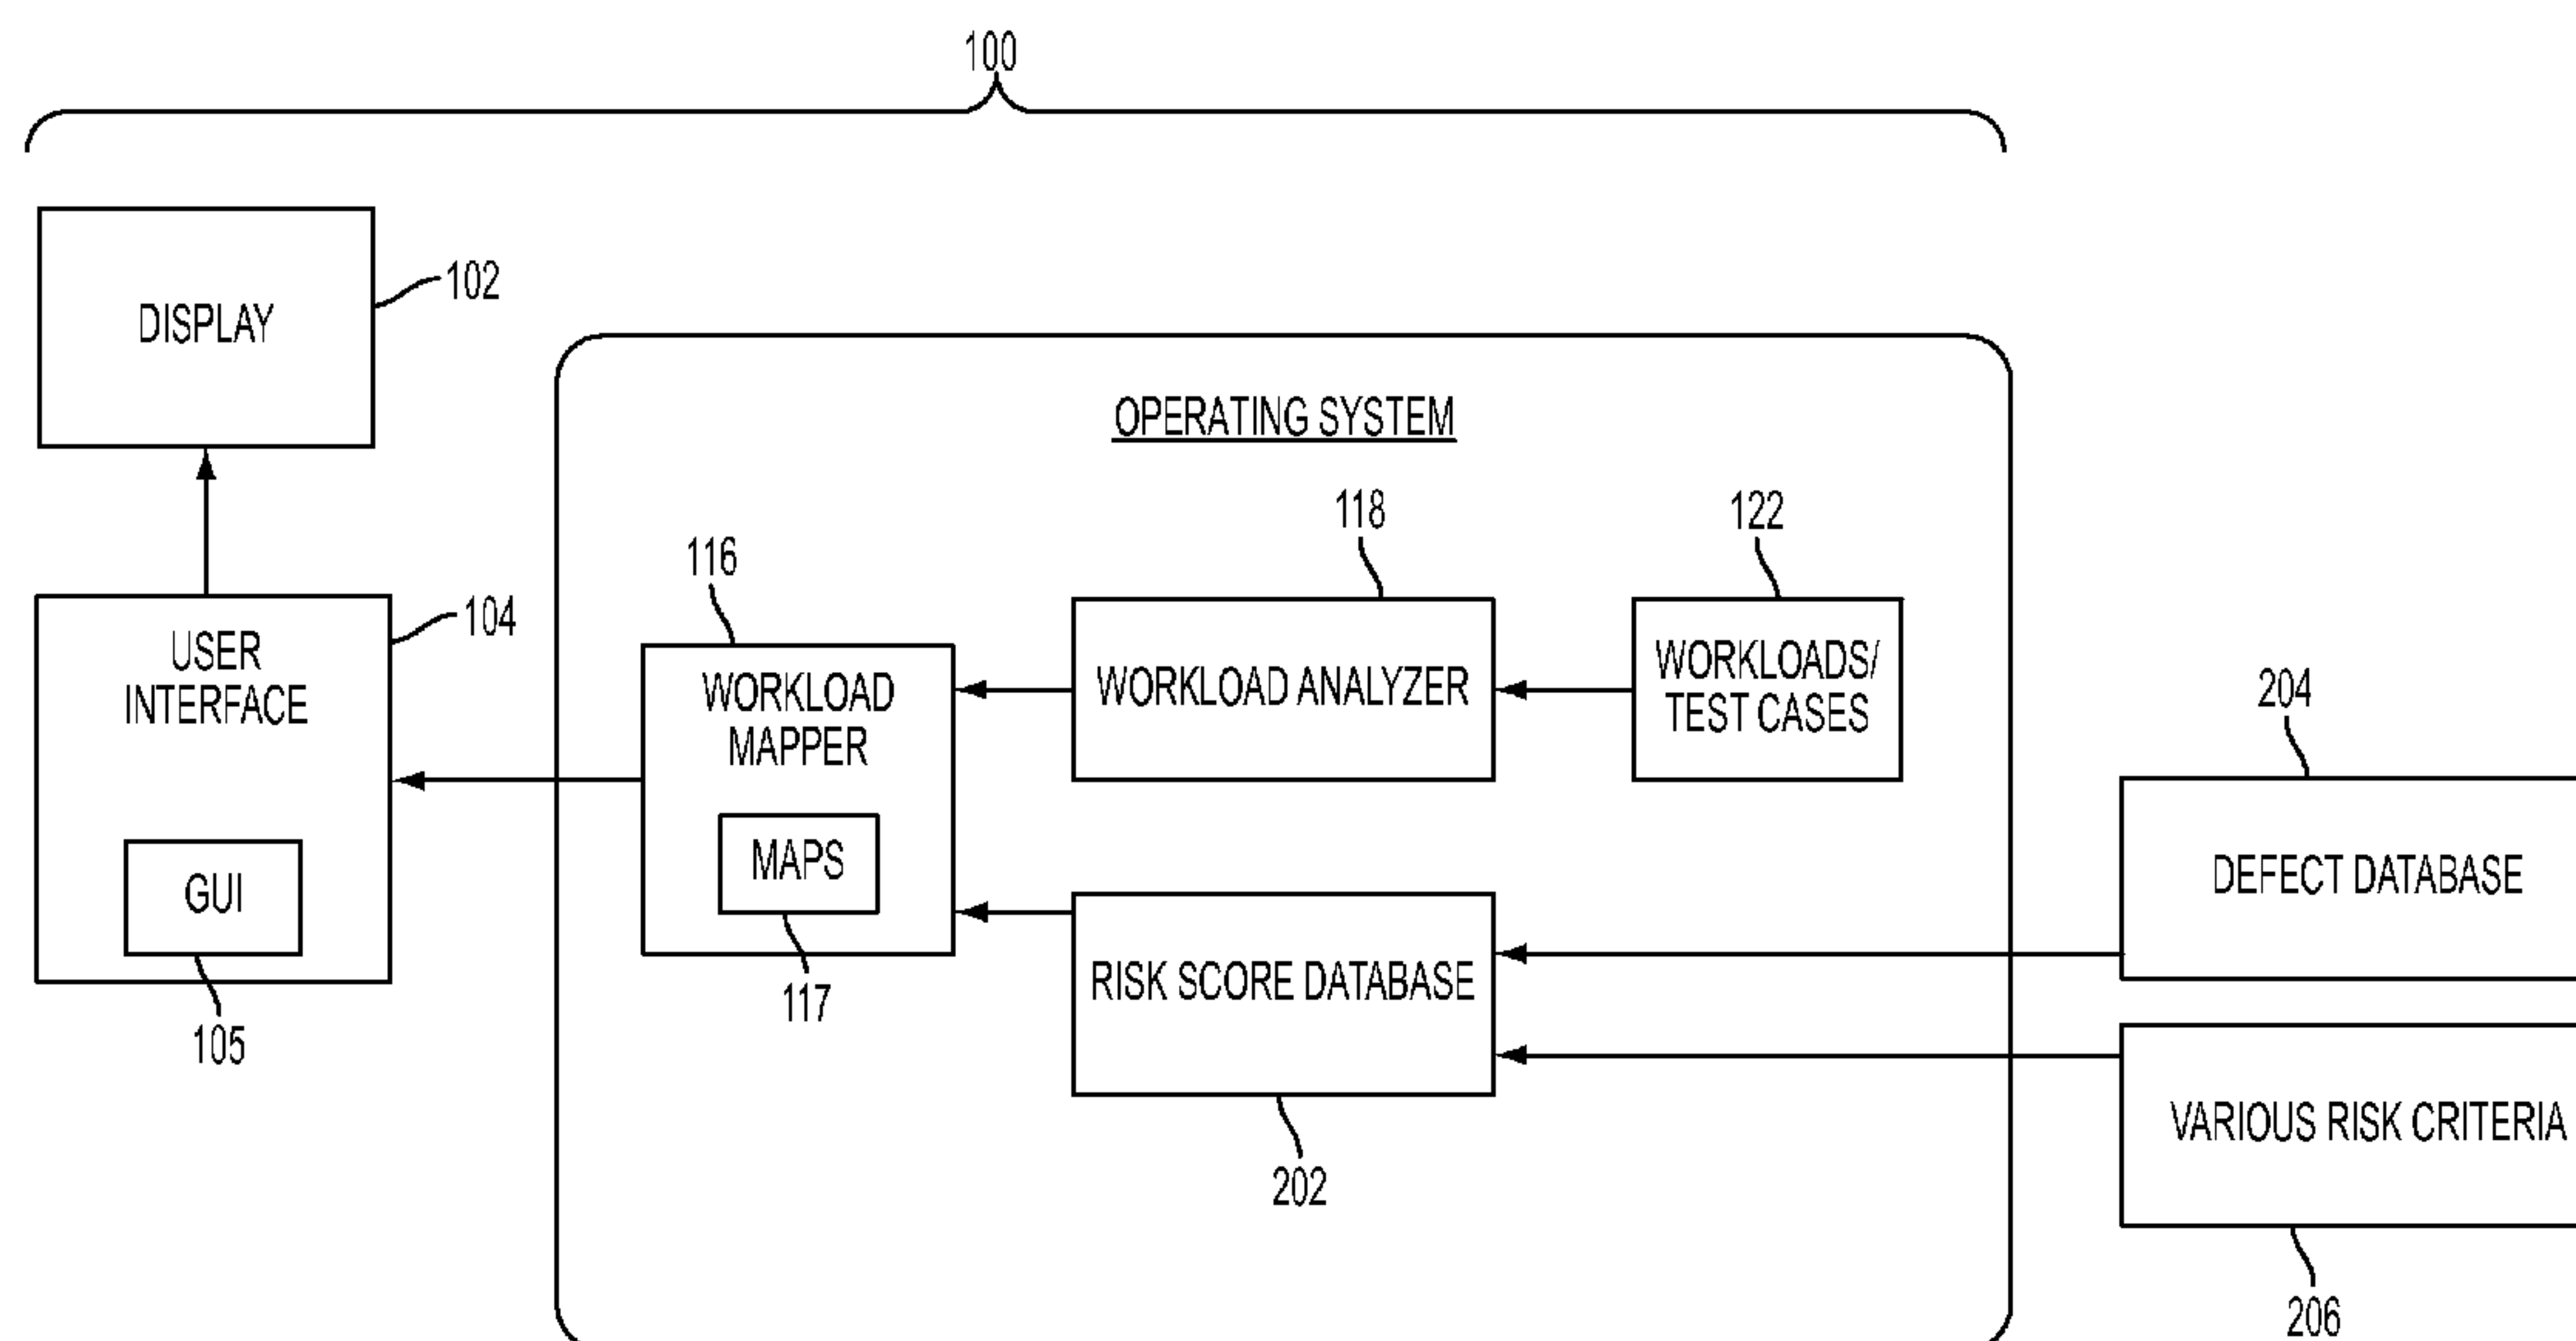 100
DISPLAY
102
OPERATING SYSTEM
118
122
116
104
USER
INTERFACE
WORKLOAD
MAPPER
WORKLOAD ANALYZER
WORKLOADS/
TEST CASES
204
MAPS
GUI
DEFECT DATABASE
RISK SCORE DATABASE
117
105
VARIOUS RISK CRITERIA
202
206